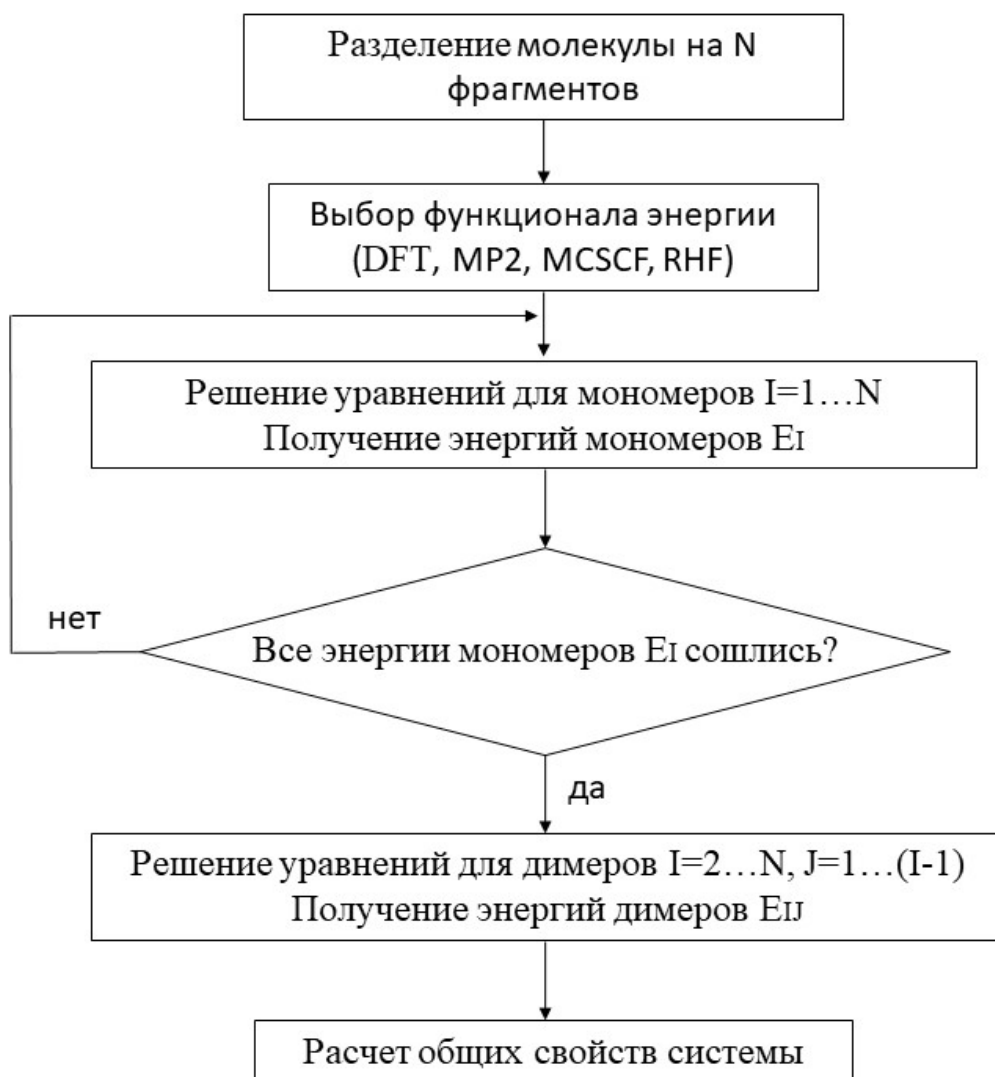 Разделение молекулы на N
фрагментов
Выбор функционала энергии
(DFT, MP2, MCSCF, RHF)
Решение уравнений для мономеров I=1…N
Получение энергий мономеров EI
нет
Все энергии мономеров EI сошлись?
да
Решение уравнений для димеров I=2…N, J=1…(I-1)
Получение энергий димеров EIJ
Расчет общих свойств системы